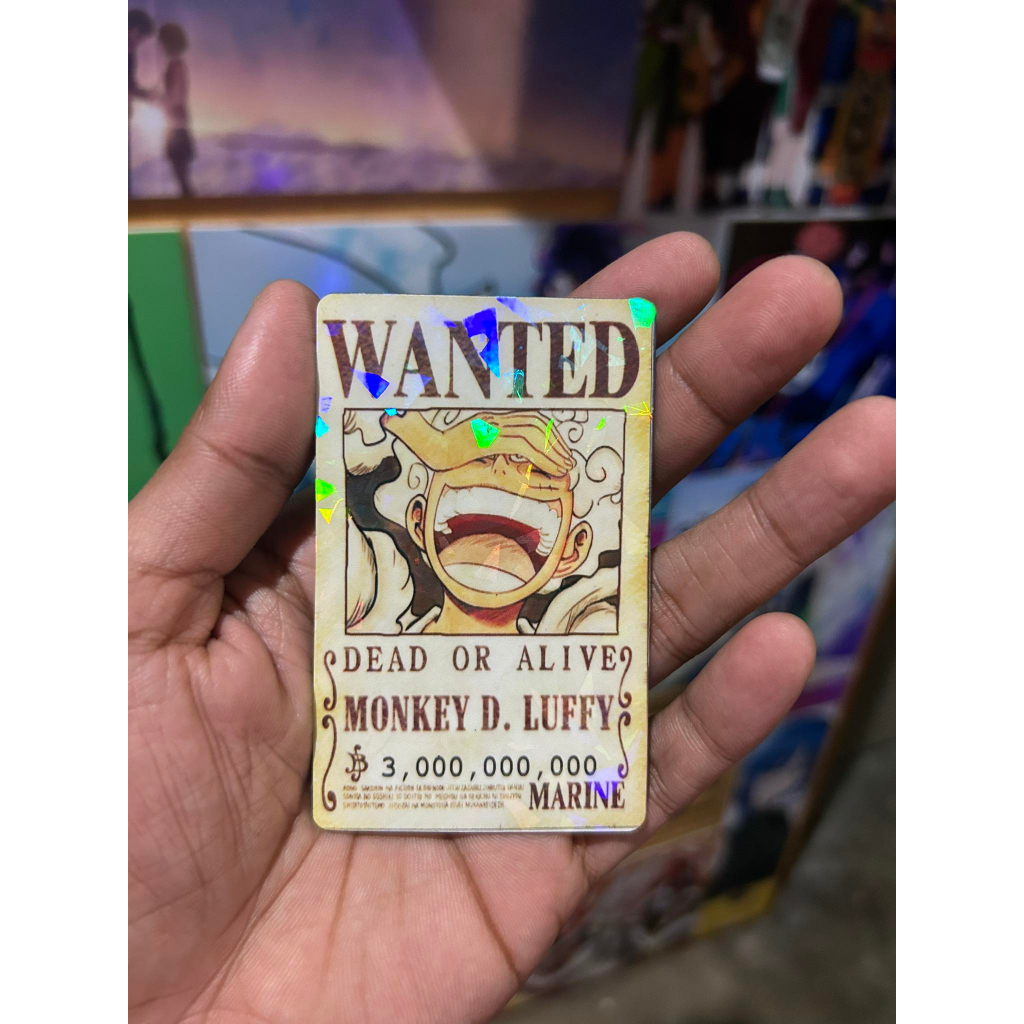 WANTED
DEAD OR ALIVE
MONKEY D. LUFFY
3,000,000,000
MARINE